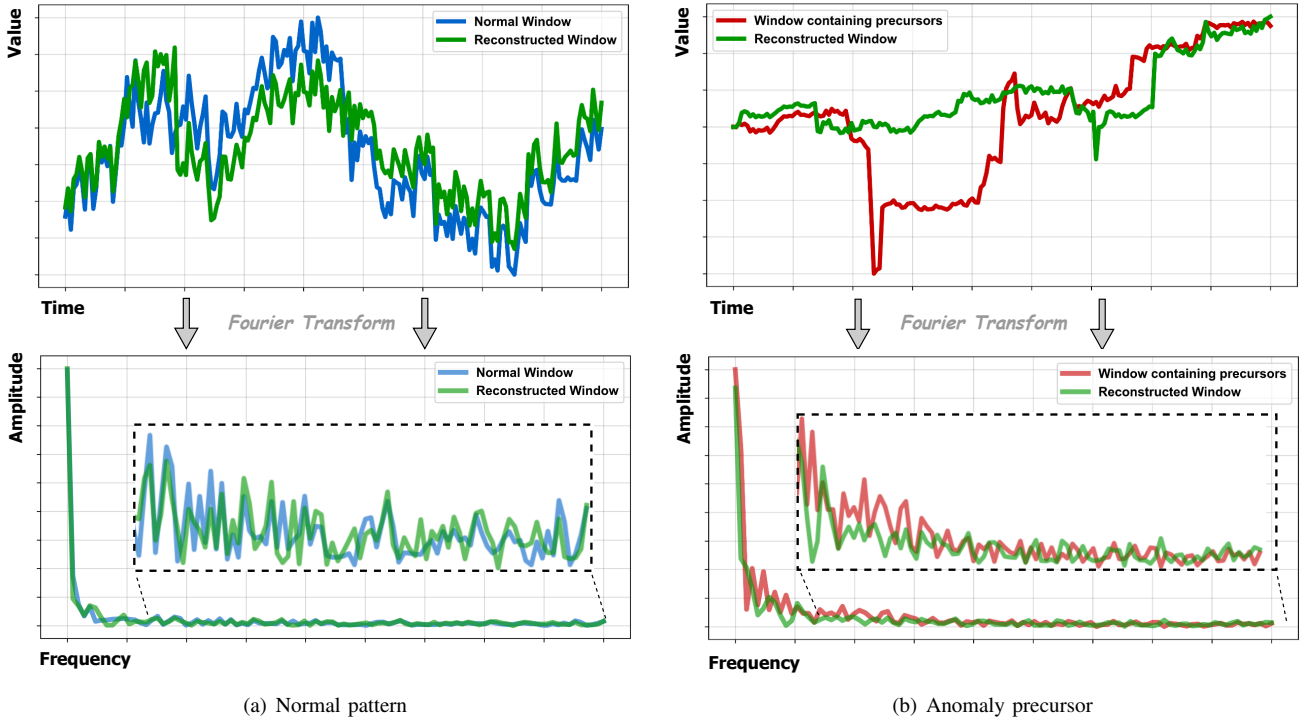 Value
Normal Window
Reconstructed Window
Time
Fourier Transform
Amplitude
Normal Window
Reconstructed Window
Frequency
(a) Normal pattern
Value
Window containing precursors
Reconstructed Window
Time
Fourier Transform
Amplitude
Window containing precursors
Reconstructed Window
Frequency
(b) Anomaly precursor